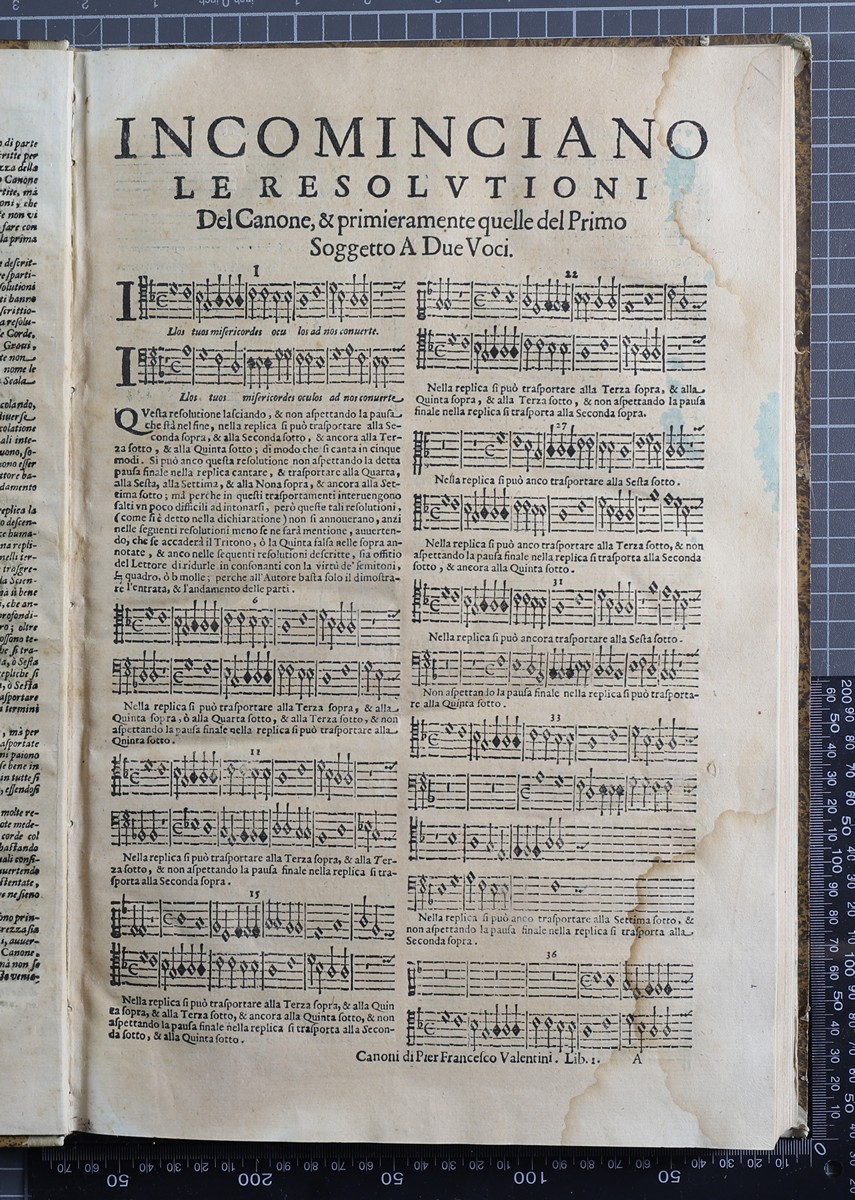 INCOMINCIANO
LE RESOLVTIONI
Del Canone, & primieramente quelle del Primo
Soggetto A Due Voci.
1
I Llos tuos misericordes ocu los ad nos conuerte.
I Llos tuos misericordes oculos ad nos conuerte
QVesta resolutione lasciando, & non aspettando la pausa
che stà nel fine, nella replica si può trasportare alla Se-
conda sopra, & alla Seconda sotto, & ancora alla Ter-
za sotto, & alla Quinta sotto; di modo che si canta in cinque
modi. Si può anco questa resolutione non aspettando la detta
pausa finale nella replica cantare, & trasportare alla Quarta,
alla Sesta, alla Settima, & alla Nona sopra, & ancora alla Set-
tima sotto; mà perche in questi trasportamenti interuengono
salti vn poco difficili ad intonarsi, però queste tali resolutioni,
(come si è detto nella dichiaratione) non si annouerano, anzi
nelle seguenti resolutioni meno se ne farà mentione, auuerten-
do, che se accaderà il Tritono, ò la Quinta falsa nelle sopra an-
notate, & anco nelle sequenti resolutioni descritte, sia offitio
del Lettore di ridurle in consonanti con la virtù de' semitoni,
♮ quadro, ò b molle; perche all'Autore basta solo il dimostra-
re l'entrata, & l'andamento delle parti.
6
Nella replica si può trasportare alla Terza sopra, & alla
Quinta sopra, ò alla Quarta sotto, & alla Terza sotto, & non
aspettando la pausa finale nella replica si può trasportare alla
Quinta sotto.
11
Nella replica si può trasportare alla Terza sopra, & alla Ter-
za sotto, & non aspettando la pausa finale nella replica si tra-
sporta alla Seconda sopra.
15
Nella replica si può trasportare alla Terza sopra, & alla Quin
ta sopra, & alla Terza sotto, & ancora alla Quinta sotto, & non
aspettando la pausa finale nella replica si trasporta alla Secon-
da sotto, & alla Quinta sotto.
22
Nella replica si può trasportare alla Terza sopra, & alla
Quinta sopra, & alla Terza sotto, & non aspettando la pausa
finale nella replica si trasporta alla Seconda sopra.
27
Nella replica si può anco trasportare alla Sesta sotto.
Nella replica si può anco trasportare alla Terza sotto, & non
aspettando la pausa finale nella replica si trasporta alla Seconda
sotto, & ancora alla Quinta sotto.
31
Nella replica si può ancora trasportare alla Sesta sotto.
Non aspettando la pausa finale nella replica si può trasporta-
re alla Quinta sotto.
33
Nella replica si può anco trasportare alla Settima sotto, &
non aspettando la pausa finale nella replica si trasporta alla
Seconda sopra.
36
Canoni di Pier Francesco Valentini. Lib. 1. A